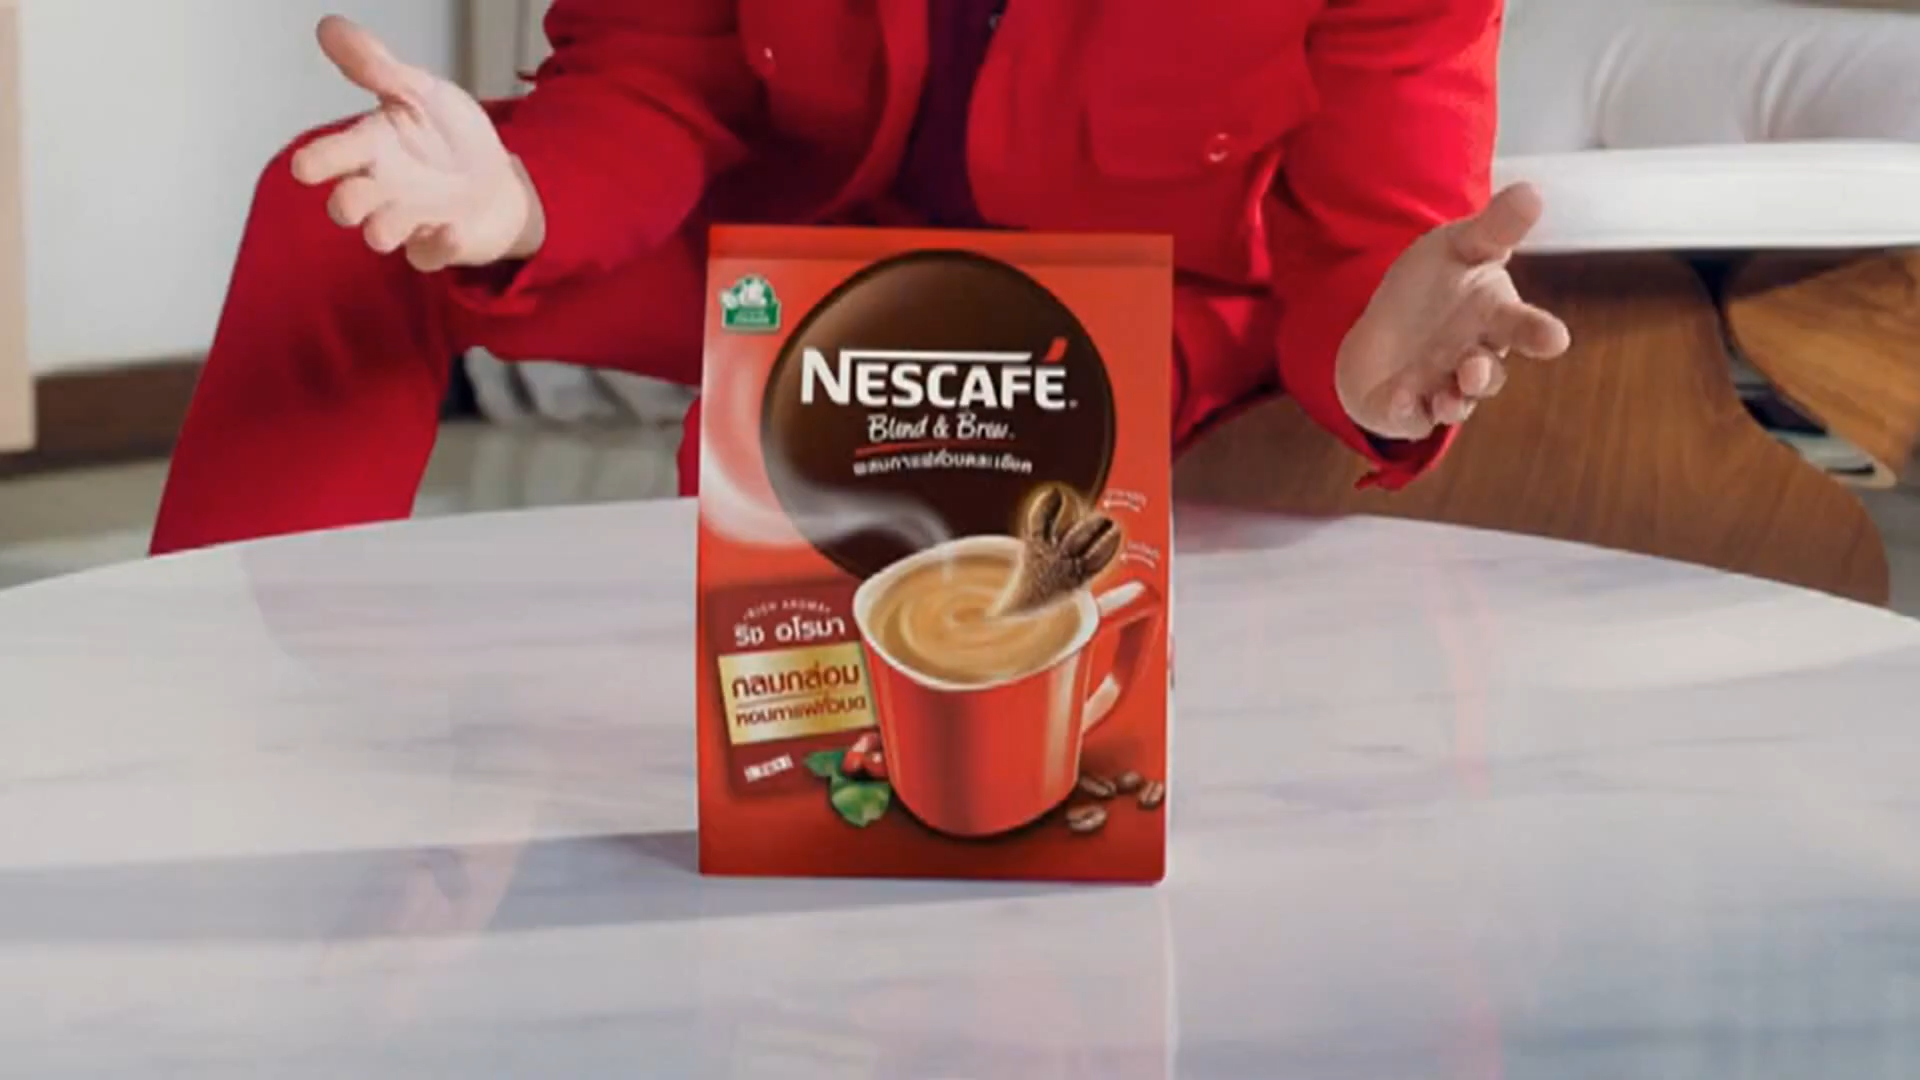 NESCAFÉ
Blend & Brew.
ผสมกาแฟคั่วบดละเอียด
RICH AROMA
ริช อโรมา
กลมกล่อม
หอมกาแฟคั่วบด